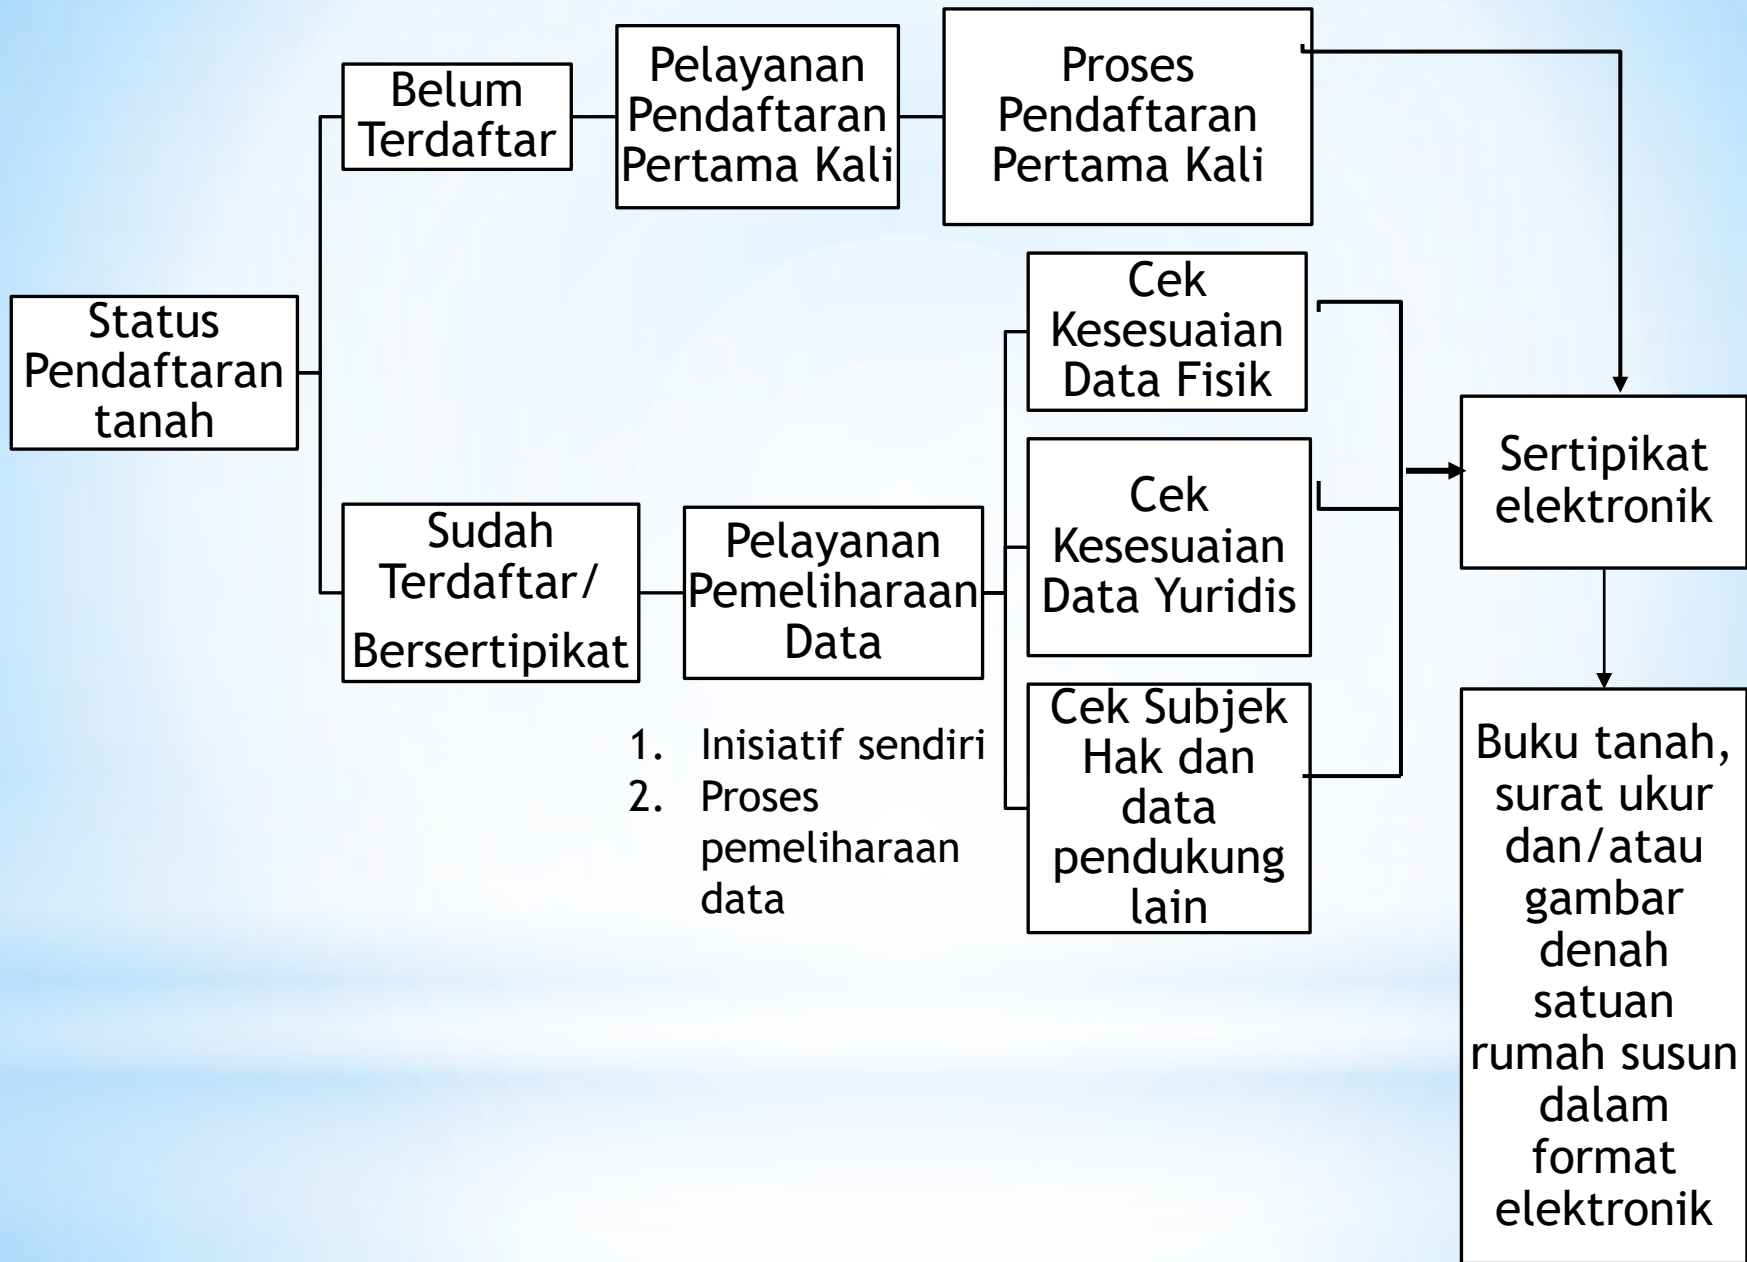 Belum
Terdaftar
Pelayanan
Pendaftaran
Pertama Kali
Proses
Pendaftaran
Pertama Kali
Status
Pendaftaran
tanah
Sudah
Terdaftar/
Bersertipikat
Pelayanan
Pemeliharaan
Data
1. Inisiatif sendiri
2. Proses
pemeliharaan
data
Cek
Kesesuaian
Data Fisik
Cek
Kesesuaian
Data Yuridis
Cek Subjek
Hak dan
data
pendukung
lain
Sertipikat
elektronik
Buku tanah,
surat ukur
dan/atau
gambar
denah
satuan
rumah susun
dalam
format
elektronik